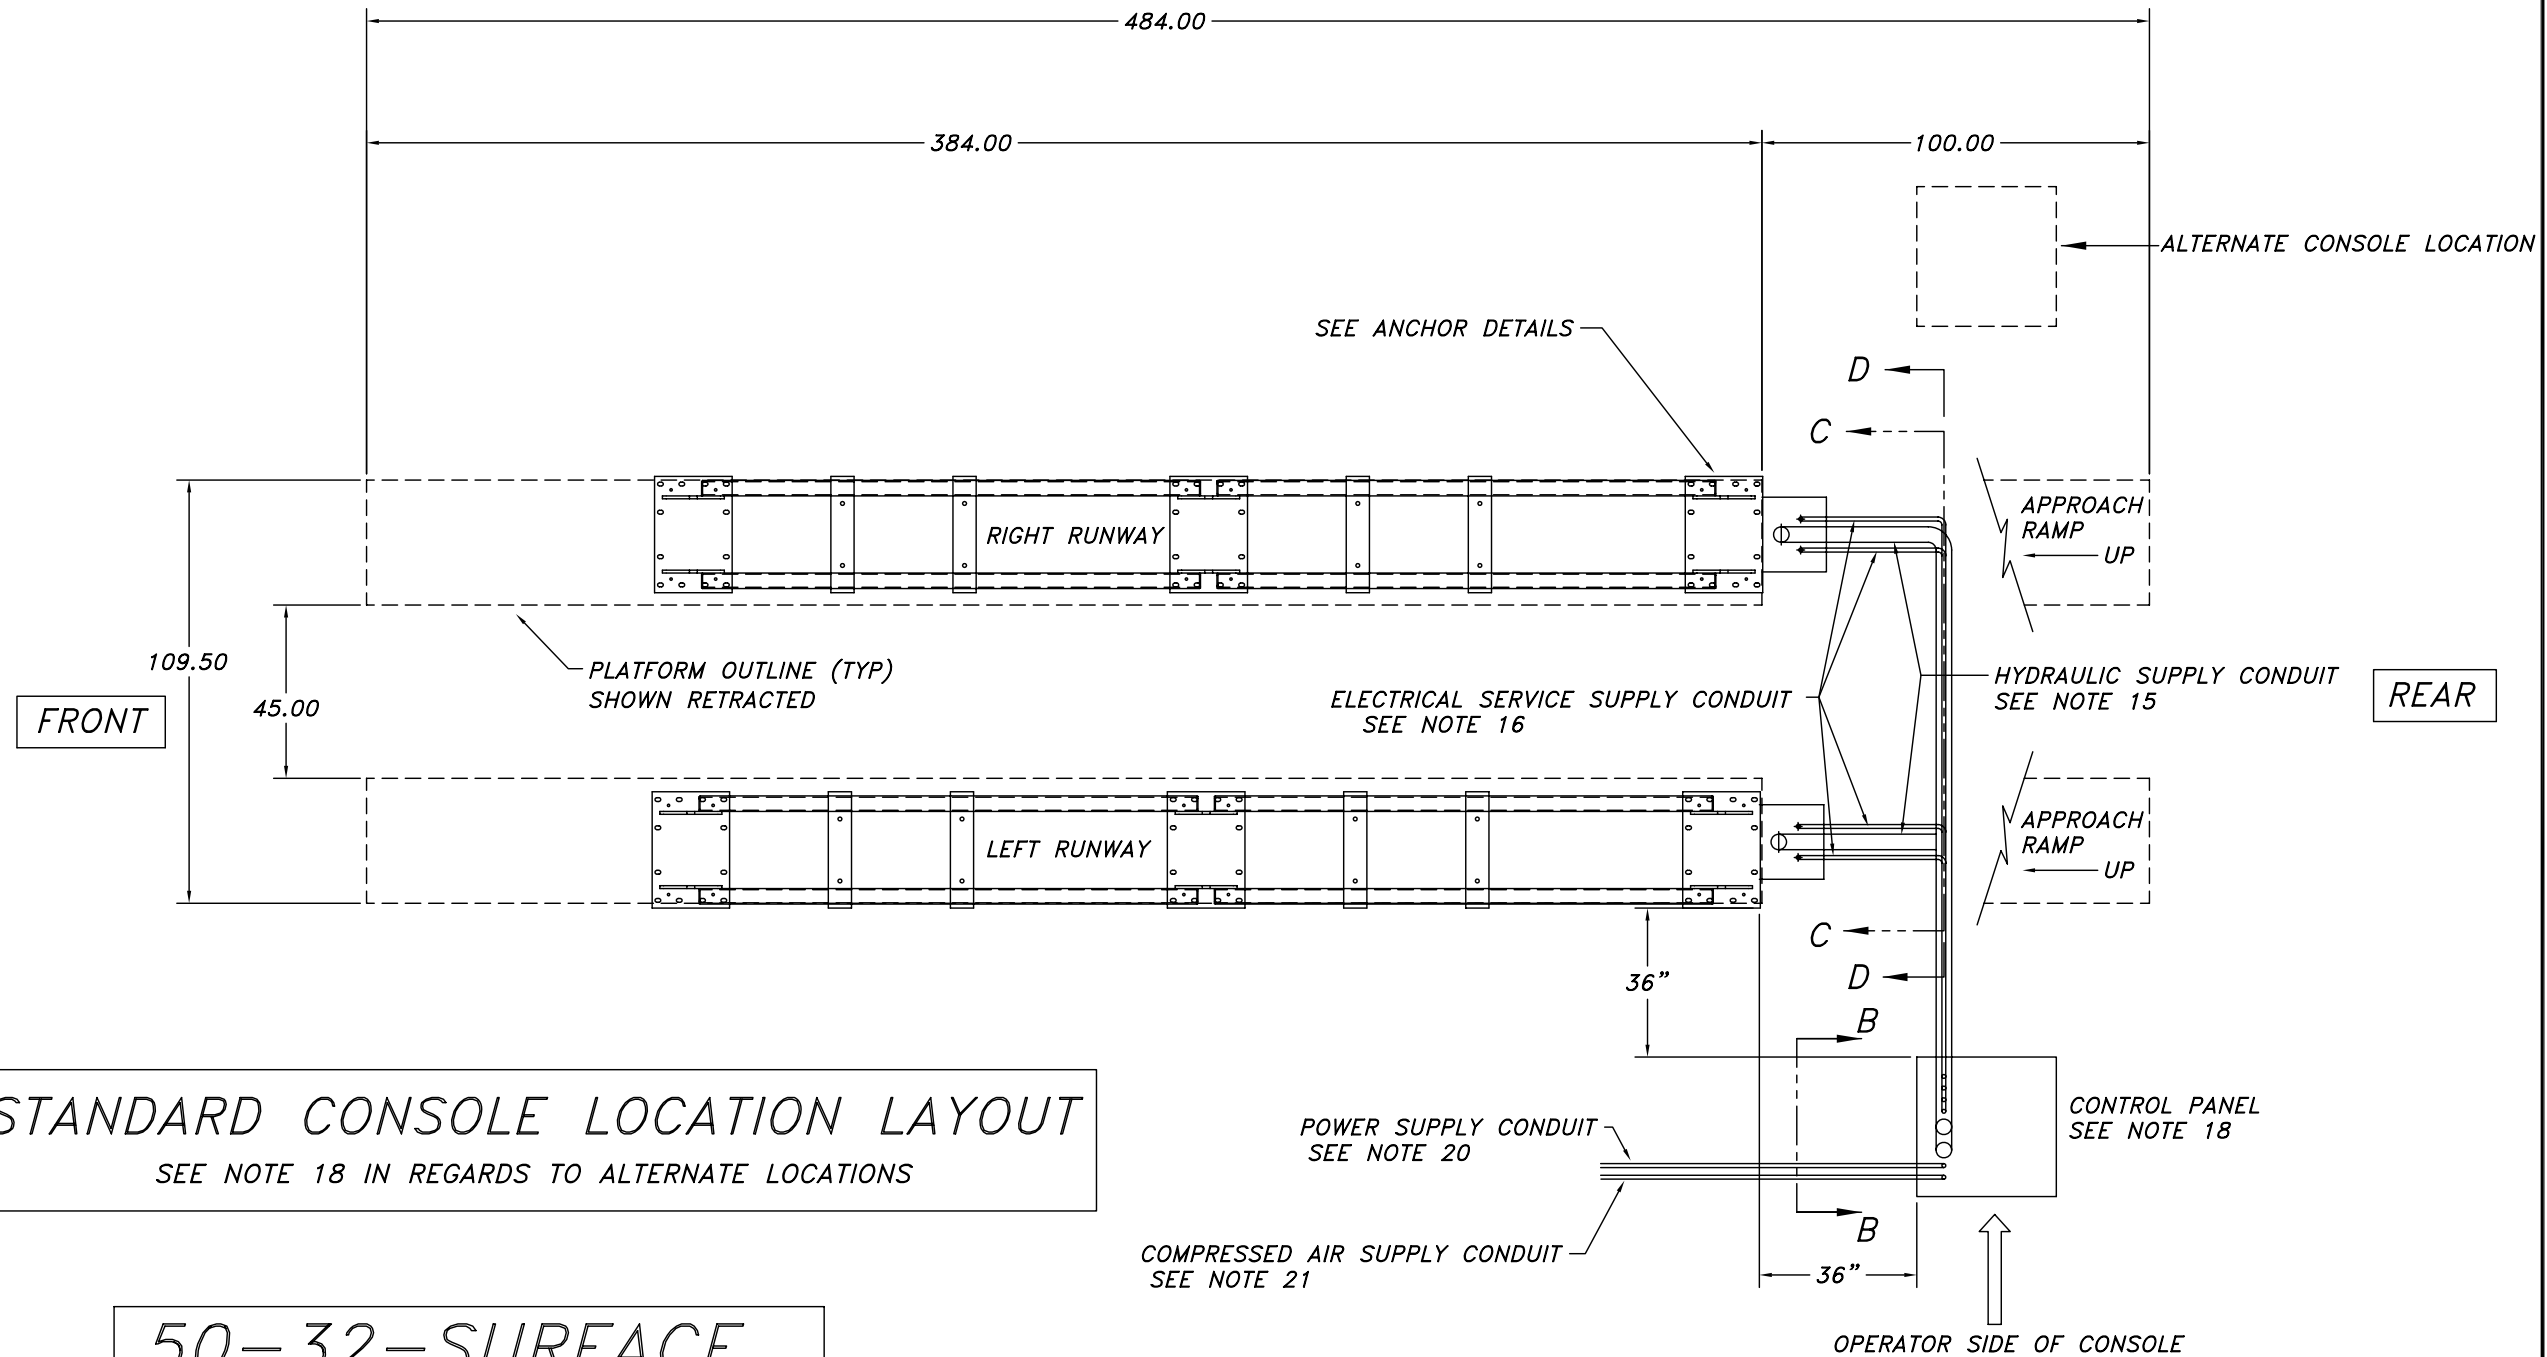 484.00
384.00
100.00
ALTERNATE CONSOLE LOCATION
SEE ANCHOR DETAILS
D
C
APPROACH
RAMP
UP
RIGHT RUNWAY
109.50
45.00
PLATFORM OUTLINE (TYP)
SHOWN RETRACTED
ELECTRICAL SERVICE SUPPLY CONDUIT
SEE NOTE 16
HYDRAULIC SUPPLY CONDUIT
SEE NOTE 15
FRONT
REAR
LEFT RUNWAY
APPROACH
RAMP
UP
C
D
36"
B
STANDARD CONSOLE LOCATION LAYOUT
SEE NOTE 18 IN REGARDS TO ALTERNATE LOCATIONS
POWER SUPPLY CONDUIT
SEE NOTE 20
CONTROL PANEL
SEE NOTE 18
B
COMPRESSED AIR SUPPLY CONDUIT
SEE NOTE 21
36"
50-32-SURFACE
OPERATOR SIDE OF CONSOLE